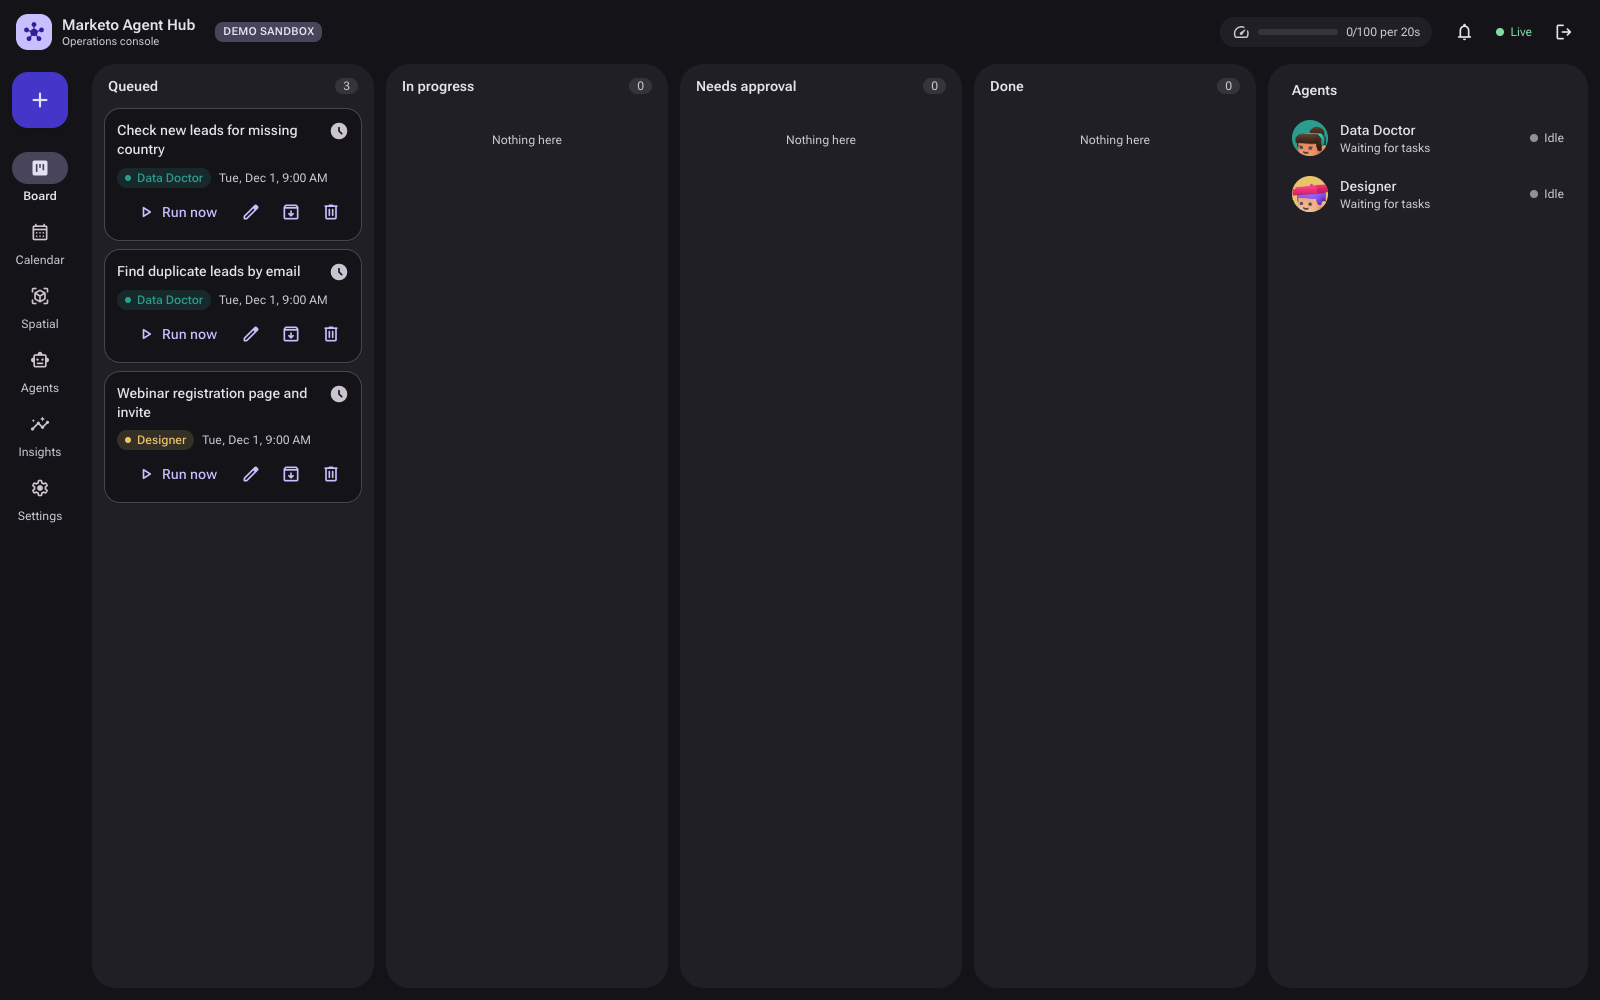 Marketo Agent Hub
Operations console
DEMO SANDBOX
0/100 per 20s
Live
Board
Calendar
Spatial
Agents
Insights
Settings
Queued
3
Check new leads for missing
country
Data Doctor
Tue, Dec 1, 9:00 AM
Run now
Find duplicate leads by email
Data Doctor
Tue, Dec 1, 9:00 AM
Run now
Webinar registration page and
invite
Designer
Tue, Dec 1, 9:00 AM
Run now
In progress
0
Nothing here
Needs approval
0
Nothing here
Done
0
Nothing here
Agents
Data Doctor
Waiting for tasks
Idle
Designer
Waiting for tasks
Idle